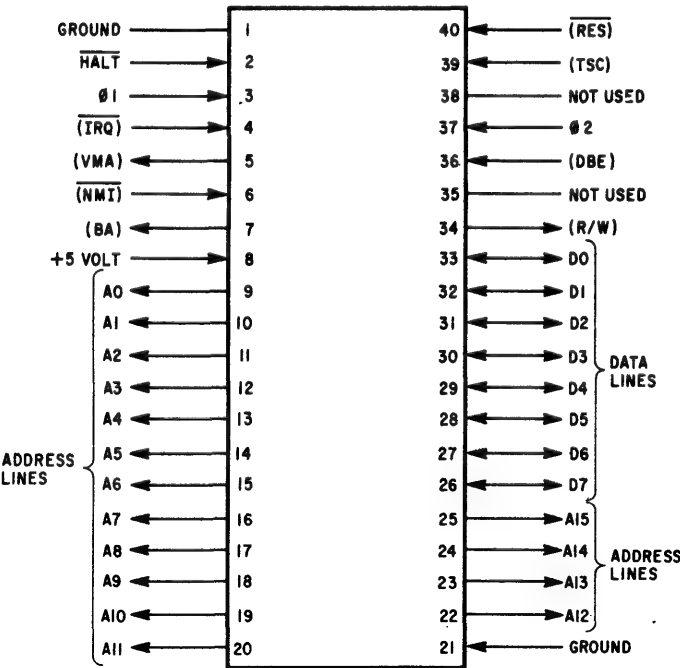 GROUND 1 40 (RES)
HALT 2 39 (TSC)
Ø1 3 38 NOT USED
(IRQ) 4 37 Ø2
(VMA) 5 36 (DBE)
(NMI) 6 35 NOT USED
(BA) 7 34 (R/W)
+5 VOLT 8 33 D0
A0 9 32 D1
A1 10 31 D2
A2 11 30 D3
A3 12 29 D4
A4 13 28 D5
A5 14 27 D6
A6 15 26 D7
A7 16 25 A15
A8 17 24 A14
A9 18 23 A13
A10 19 22 A12
A11 20 21 GROUND
ADDRESS
LINES
DATA
LINES
ADDRESS
LINES